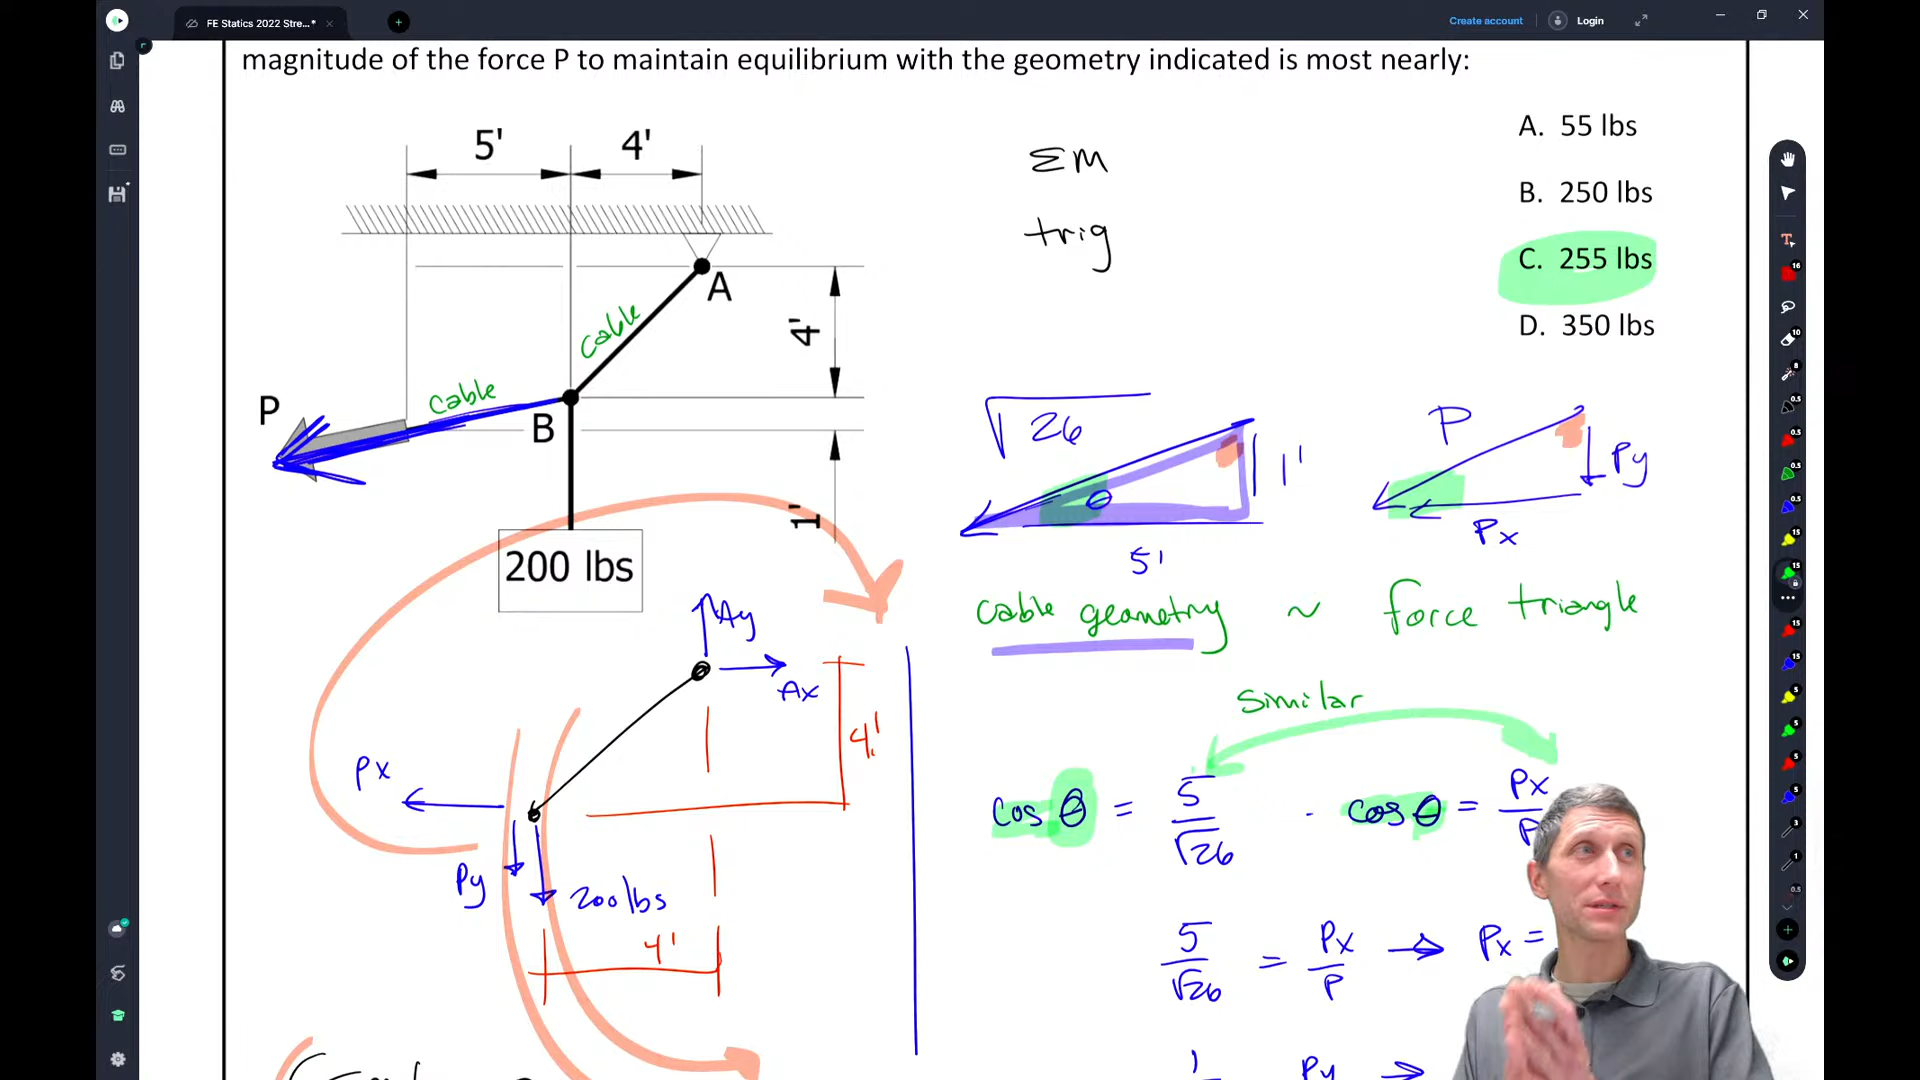 FE Statics 2022 Stre...*
Create account
Login
magnitude of the force P to maintain equilibrium with the geometry indicated is most nearly:
5'
4'
ΣM
trig
A. 55 lbs
B. 250 lbs
C. 255 lbs
D. 350 lbs
A
4'
cable
cable
P
B
1'
200 lbs
√26
θ
1'
5'
P
Py
Px
cable geometry ~ force triangle
Similar
Ay
Ax
4'
Px
Py
200 lbs
4'
cos θ = 5/√26 · cos θ = Px/P
5/√26 = Px/P → Px =
Py →